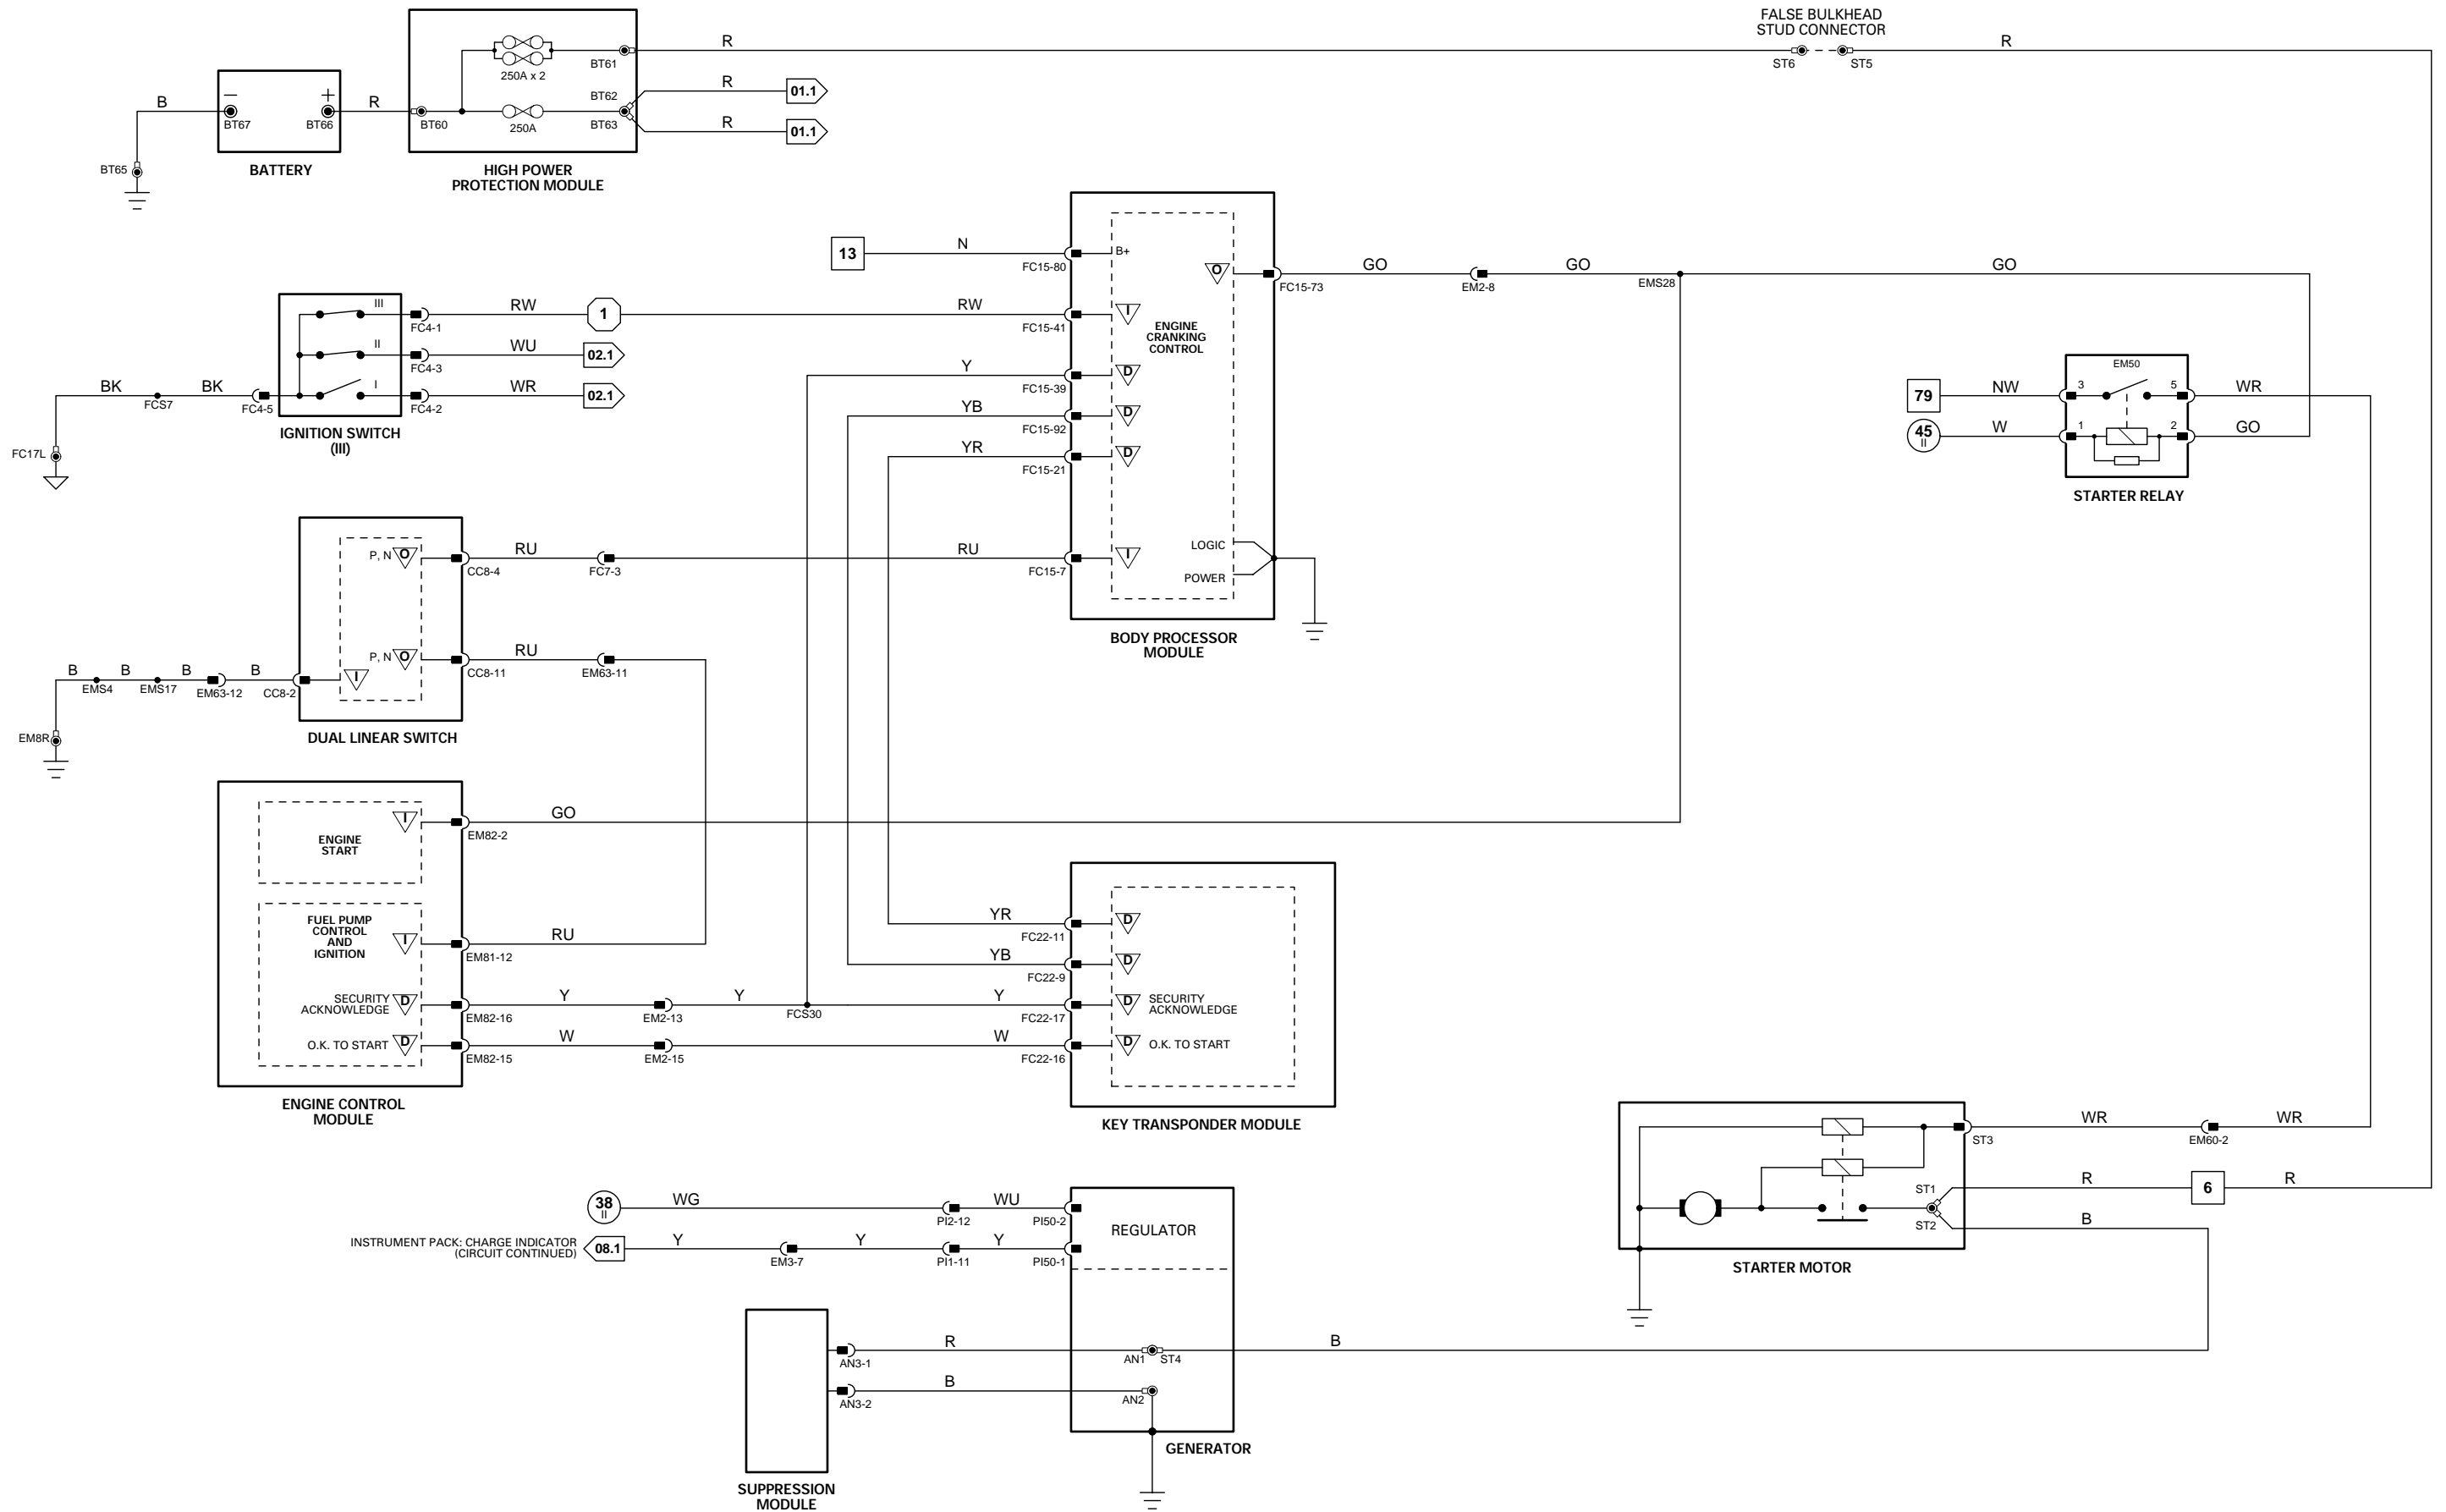 FALSE BULKHEAD
STUD CONNECTOR
R
ST6
ST5
R
250A x 2
BT61
R
01.1
BT62
250A
BT63
R
01.1
B
−
BT67
+
BT66
R
BT60
BATTERY
HIGH POWER
PROTECTION MODULE
BT65
13
N
FC15-80
B+
O
FC15-73
GO
EM2-8
GO
EMS28
GO
III
FC4-1
RW
1
RW
FC15-41
I
ENGINE
CRANKING
CONTROL
II
FC4-3
WU
02.1
I
FC4-2
WR
02.1
BK
FCS7
BK
FC4-5
IGNITION SWITCH
(III)
FC17L
Y
FC15-39
D
YB
FC15-92
D
YR
FC15-21
D
EM50
79
NW
3
5
WR
45
II
W
1
2
GO
STARTER RELAY
P, N
O
CC8-4
RU
FC7-3
RU
FC15-7
I
LOGIC
POWER
BODY PROCESSOR
MODULE
P, N
O
CC8-11
RU
EM63-11
B
EMS4
B
EMS17
B
EM63-12
B
CC8-2
I
EM8R
DUAL LINEAR SWITCH
ENGINE
START
I
EM82-2
GO
FUEL PUMP
CONTROL
AND
IGNITION
I
EM81-12
RU
SECURITY
ACKNOWLEDGE
D
EM82-16
Y
EM2-13
Y
FCS30
Y
FC22-17
D
SECURITY
ACKNOWLEDGE
O.K. TO START
D
EM82-15
W
EM2-15
W
FC22-16
D
O.K. TO START
YR
FC22-11
D
YB
FC22-9
D
ENGINE CONTROL
MODULE
KEY TRANSPONDER MODULE
ST3
WR
EM60-2
WR
ST1
R
6
R
ST2
B
STARTER MOTOR
38
II
WG
PI2-12
WU
PI50-2
REGULATOR
INSTRUMENT PACK: CHARGE INDICATOR
(CIRCUIT CONTINUED)
08.1
Y
EM3-7
Y
PI1-11
Y
PI50-1
AN3-1
R
AN1
ST4
B
AN3-2
B
AN2
GENERATOR
SUPPRESSION
MODULE